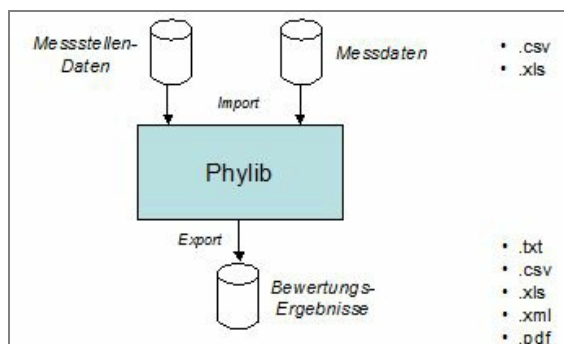 Messstellen-
Daten
Messdaten
• .csv
• .xls
Import
Phylib
Export
Bewertungs-
Ergebnisse
• .txt
• .csv
• .xls
• .xml
• .pdf